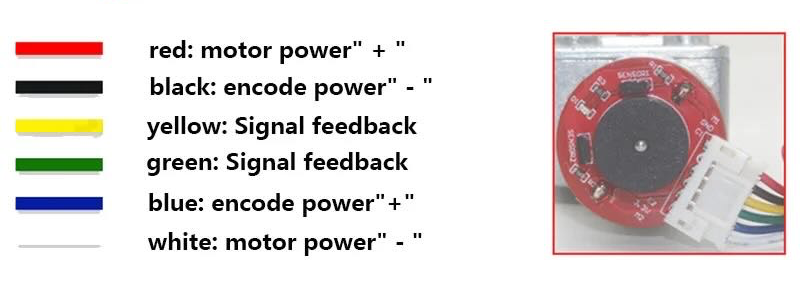 red: motor power" + "
black: encode power" - "
yellow: Signal feedback
green: Signal feedback
blue: encode power"+"
white: motor power" - "
SENSOR1
SENSOR2